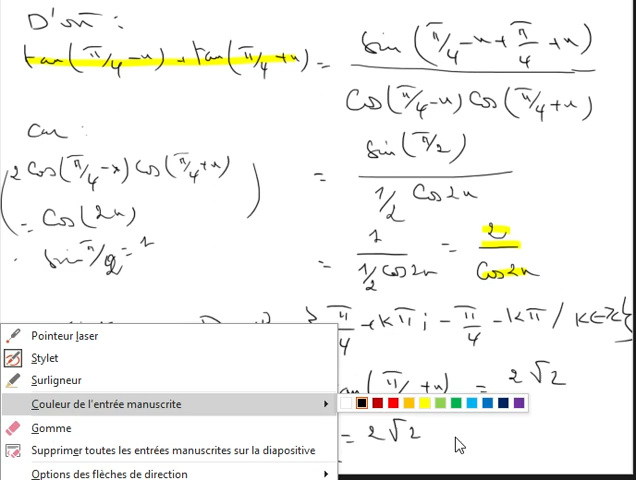 D'où :
tan(π/4 - x) + tan(π/4 + x) = sin(π/4 - x + π/4 + x) / cos(π/4 - x) cos(π/4 + x)
Car :
(2 cos(π/4 - x) cos(π/4 + x)
= sin(π/2) / 1/2 cos 2x
= cos(2x)
sin π/2 = 1)
= 1 / 1/2 cos 2x = 2 / cos 2x
π/4 + kπ ; - π/4 - kπ / k ∈ ℤ}
(π/ + x) = 2√2
= 2√2
Pointeur laser
Stylet
Surligneur
Couleur de l'entrée manuscrite
Gomme
Supprimer toutes les entrées manuscrites sur la diapositive
Options des flèches de direction